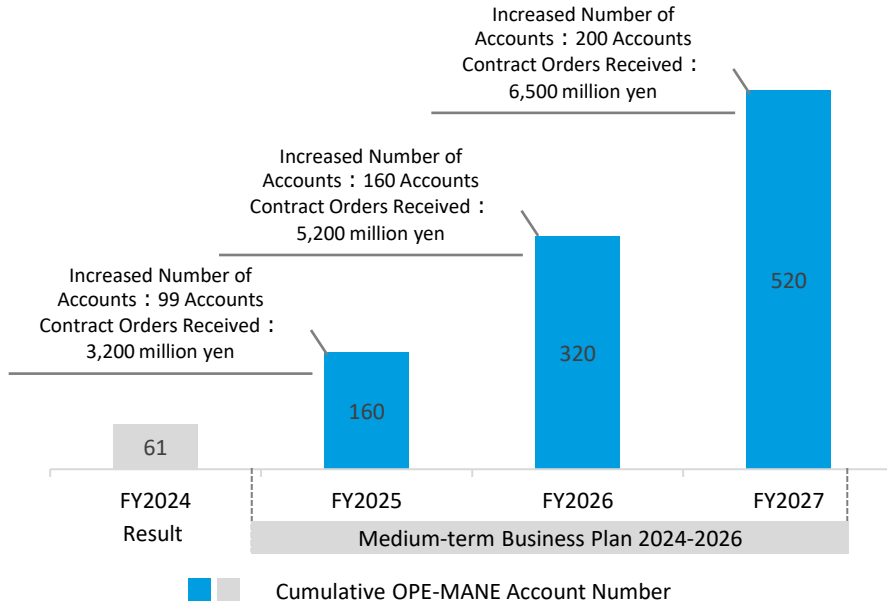 Increased Number of
Accounts：200 Accounts
Contract Orders Received：
6,500 million yen
Increased Number of
Accounts：160 Accounts
Contract Orders Received：
5,200 million yen
Increased Number of
Accounts：99 Accounts
Contract Orders Received：
3,200 million yen
61
160
320
520
FY2024
Result
FY2025
FY2026
FY2027
Medium-term Business Plan 2024-2026
Cumulative OPE-MANE Account Number